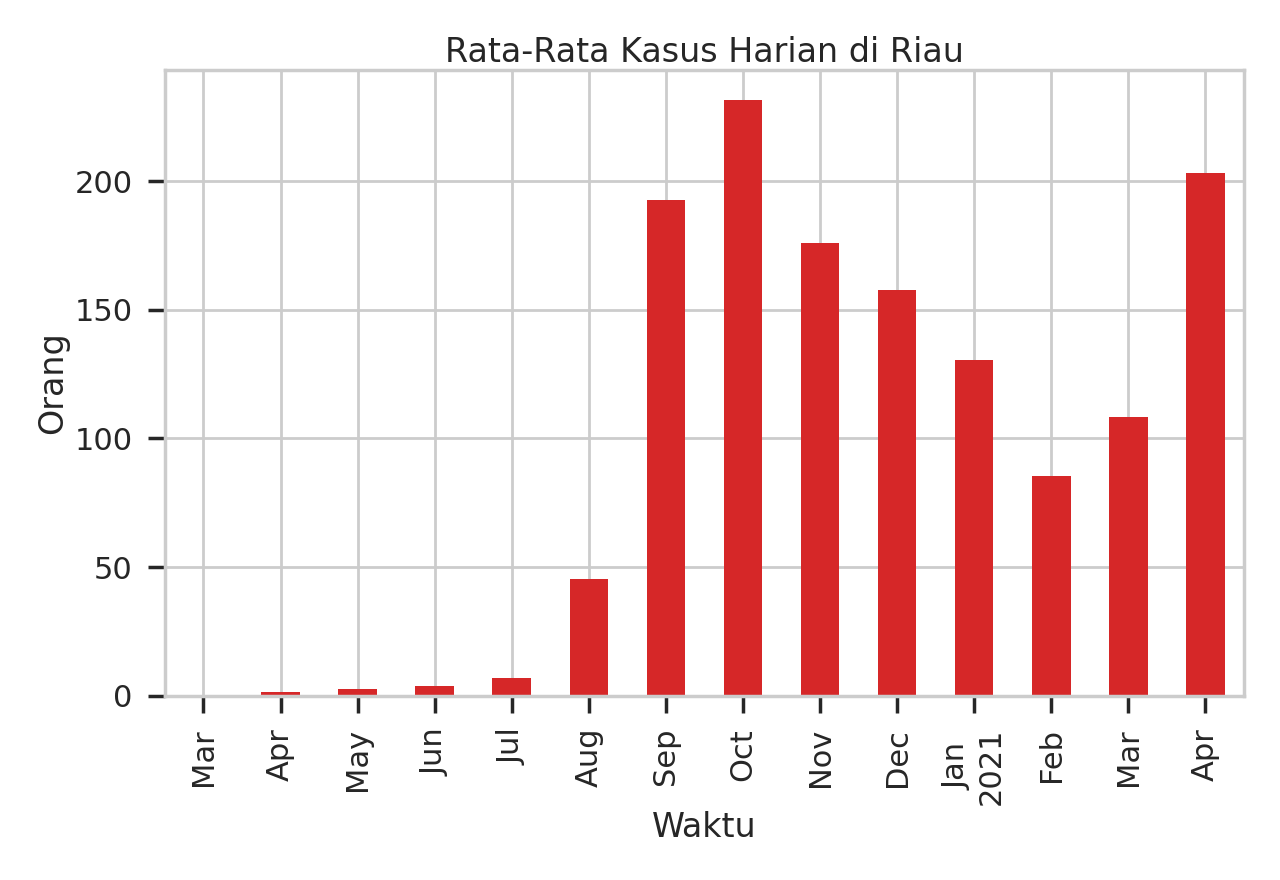 Rata-Rata Kasus Harian di Riau
Orang
200
150
100
50
0
Mar
Apr
May
Jun
Jul
Aug
Sep
Oct
Nov
Dec
Jan
2021
Feb
Mar
Apr
Waktu